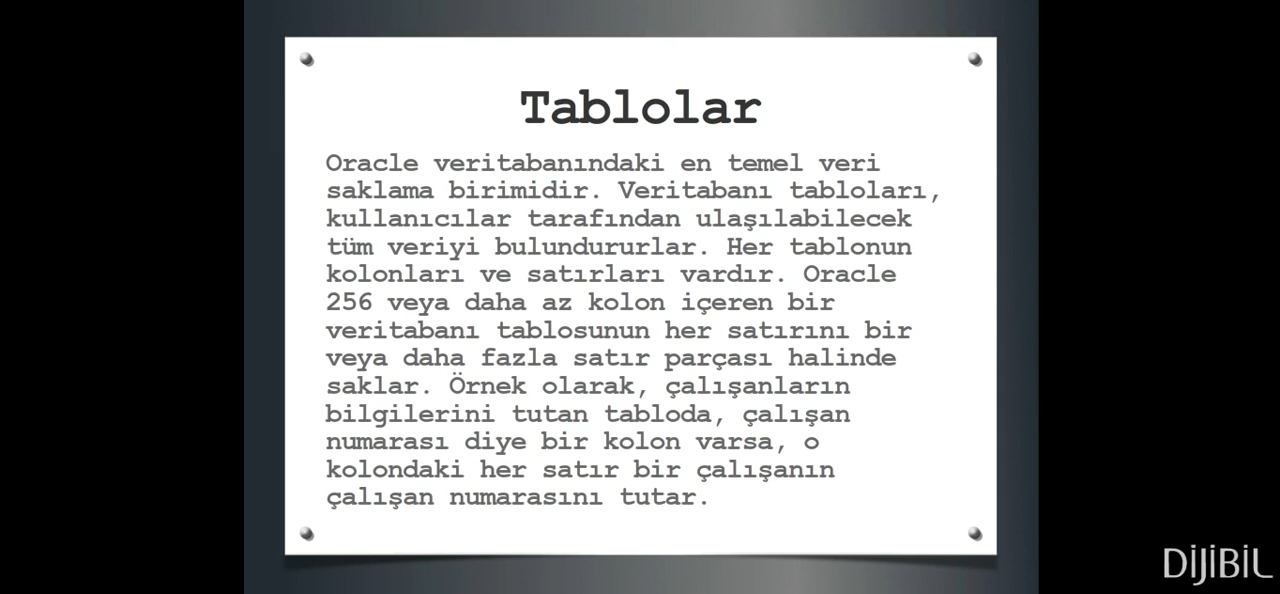 Tablolar
Oracle veritabanındaki en temel veri
saklama birimidir. Veritabanı tabloları,
kullanıcılar tarafından ulaşılabilecek
tüm veriyi bulundururlar. Her tablonun
kolonları ve satırları vardır. Oracle
256 veya daha az kolon içeren bir
veritabanı tablosunun her satırını bir
veya daha fazla satır parçası halinde
saklar. Örnek olarak, çalışanların
bilgilerini tutan tabloda, çalışan
numarası diye bir kolon varsa, o
kolondaki her satır bir çalışanın
çalışan numarasını tutar.
DİJİBİL